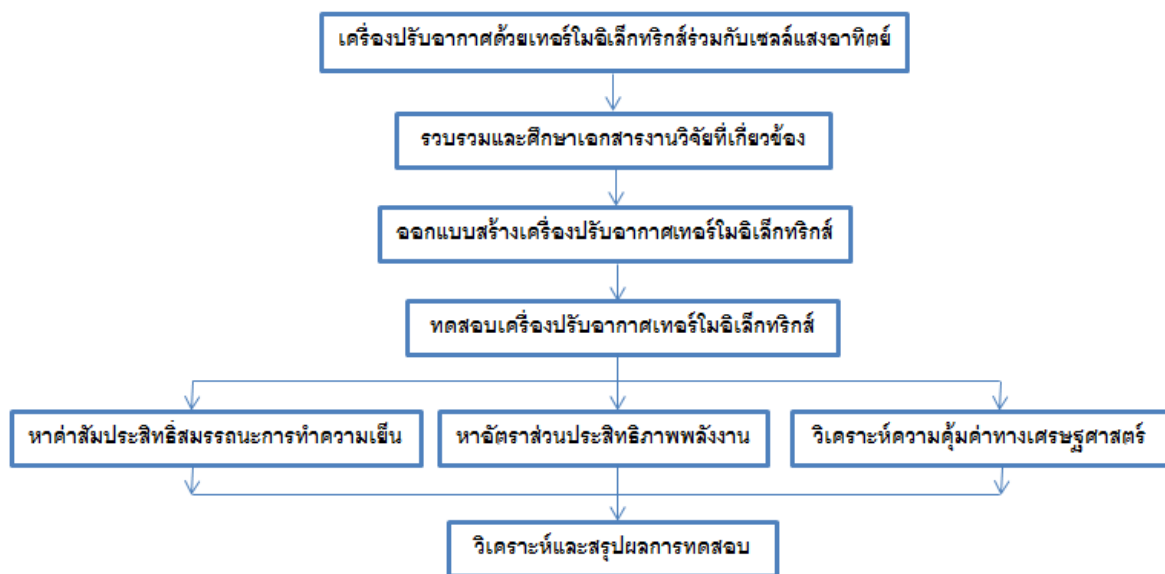 เครื่องปรับอากาศด้วยเทอร์โมอิเล็กทริกส์ร่วมกับเซลล์แสงอาทิตย์
รวบรวมและศึกษาเอกสารงานวิจัยที่เกี่ยวข้อง
ออกแบบสร้างเครื่องปรับอากาศเทอร์โมอิเล็กทริกส์
ทดสอบเครื่องปรับอากาศเทอร์โมอิเล็กทริกส์
หาค่าสัมประสิทธิ์สมรรถนะการทำความเย็น
หาอัตราส่วนประสิทธิภาพพลังงาน
วิเคราะห์ความคุ้มค่าทางเศรษฐศาสตร์
วิเคราะห์และสรุปผลการทดสอบ